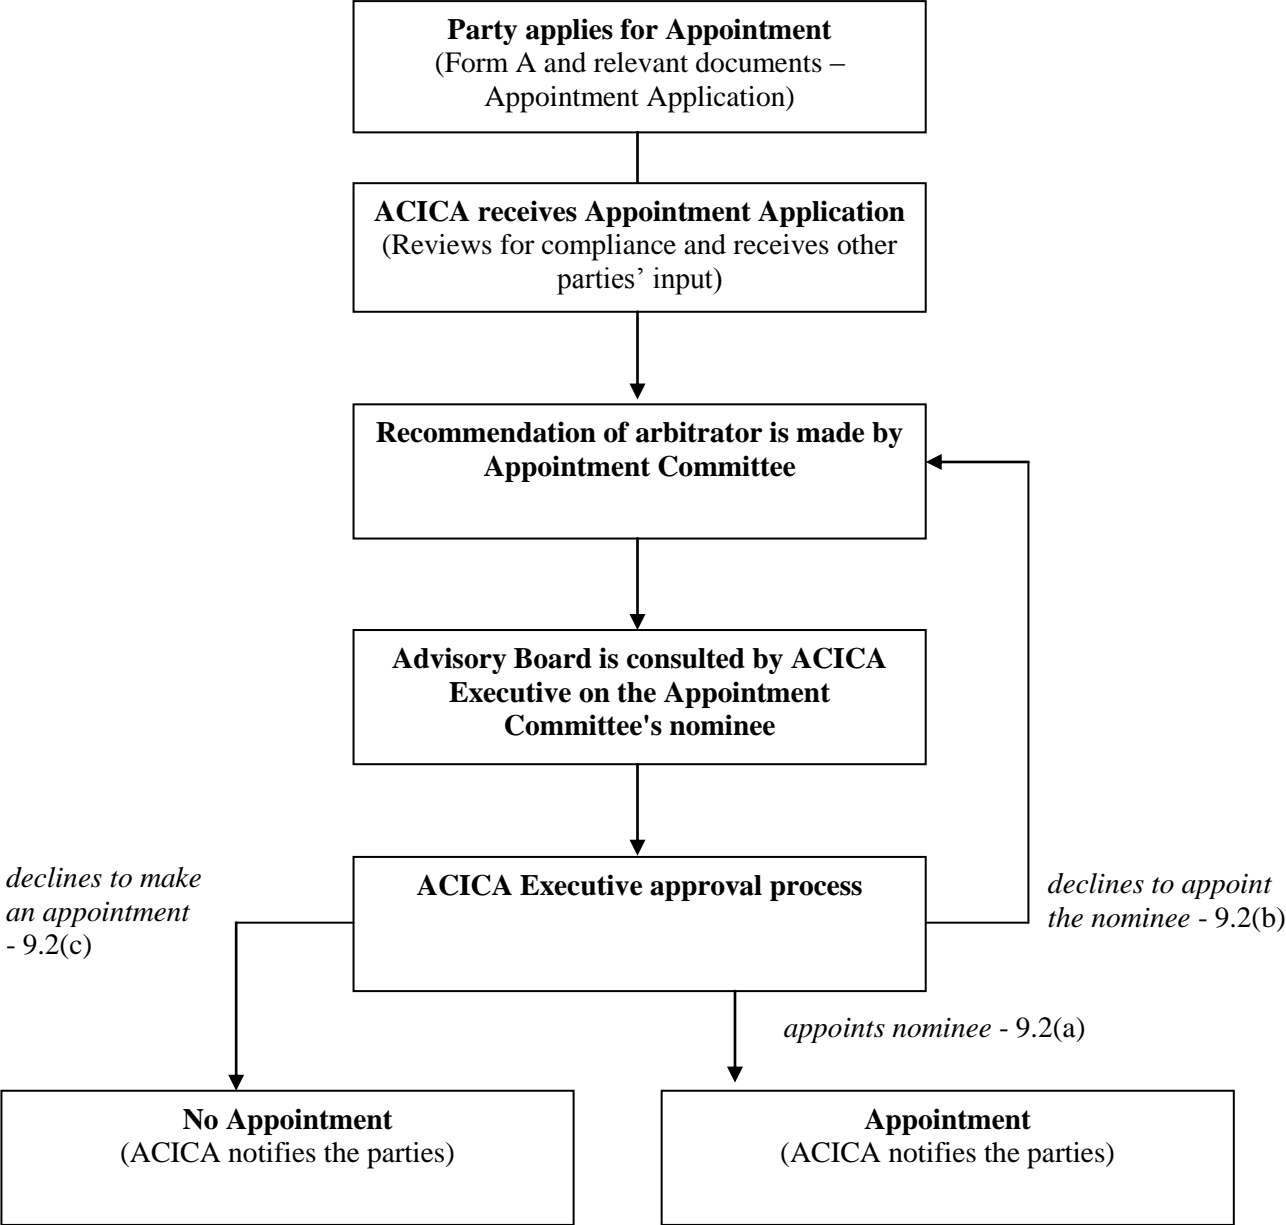 Party applies for Appointment
(Form A and relevant documents –
Appointment Application)
ACICA receives Appointment Application
(Reviews for compliance and receives other
parties’ input)
Recommendation of arbitrator is made by
Appointment Committee
Advisory Board is consulted by ACICA
Executive on the Appointment
Committee's nominee
ACICA Executive approval process
declines to make
an appointment
- 9.2(c)
declines to appoint
the nominee - 9.2(b)
appoints nominee - 9.2(a)
No Appointment
(ACICA notifies the parties)
Appointment
(ACICA notifies the parties)